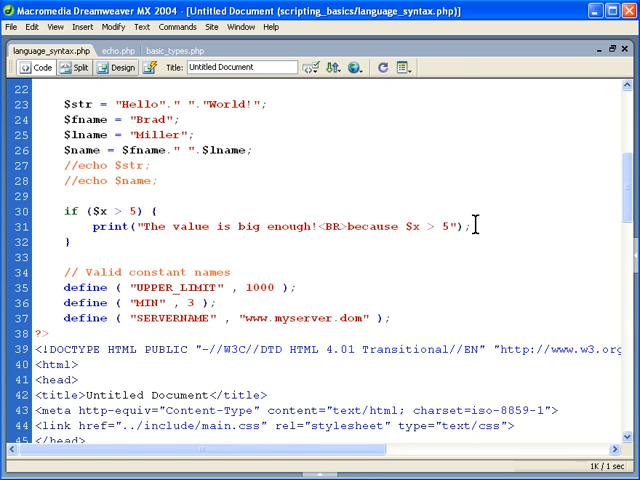 Macromedia Dreamweaver MX 2004 - [Untitled Document (scripting_basics/language_syntax.php)]
File Edit View Insert Modify Text Commands Site Window Help
language_syntax.php echo.php basic_types.php
Code Split Design Title: Untitled Document
22
23 $str = "Hello"." "."World!";
24 $fname = "Brad";
25 $lname = "Miller";
26 $name = $fname." ".$lname;
27 //echo $str;
28 //echo $name;
29
30 if ($x > 5) {
31 print("The value is big enough!<BR>because $x > 5");
32 }
33
34 // Valid constant names
35 define ( "UPPER_LIMIT" , 1000 );
36 define ( "MIN" , 3 );
37 define ( "SERVERNAME" , "www.myserver.dom" );
38 ?>
39 <!DOCTYPE HTML PUBLIC "-//W3C//DTD HTML 4.01 Transitional//EN" "http://www.w3.org
40 <html>
41 <head>
42 <title>Untitled Document</title>
43 <meta http-equiv="Content-Type" content="text/html; charset=iso-8859-1">
44 <link href="../include/main.css" rel="stylesheet" type="text/css">
45 </head>
1K / 1 sec